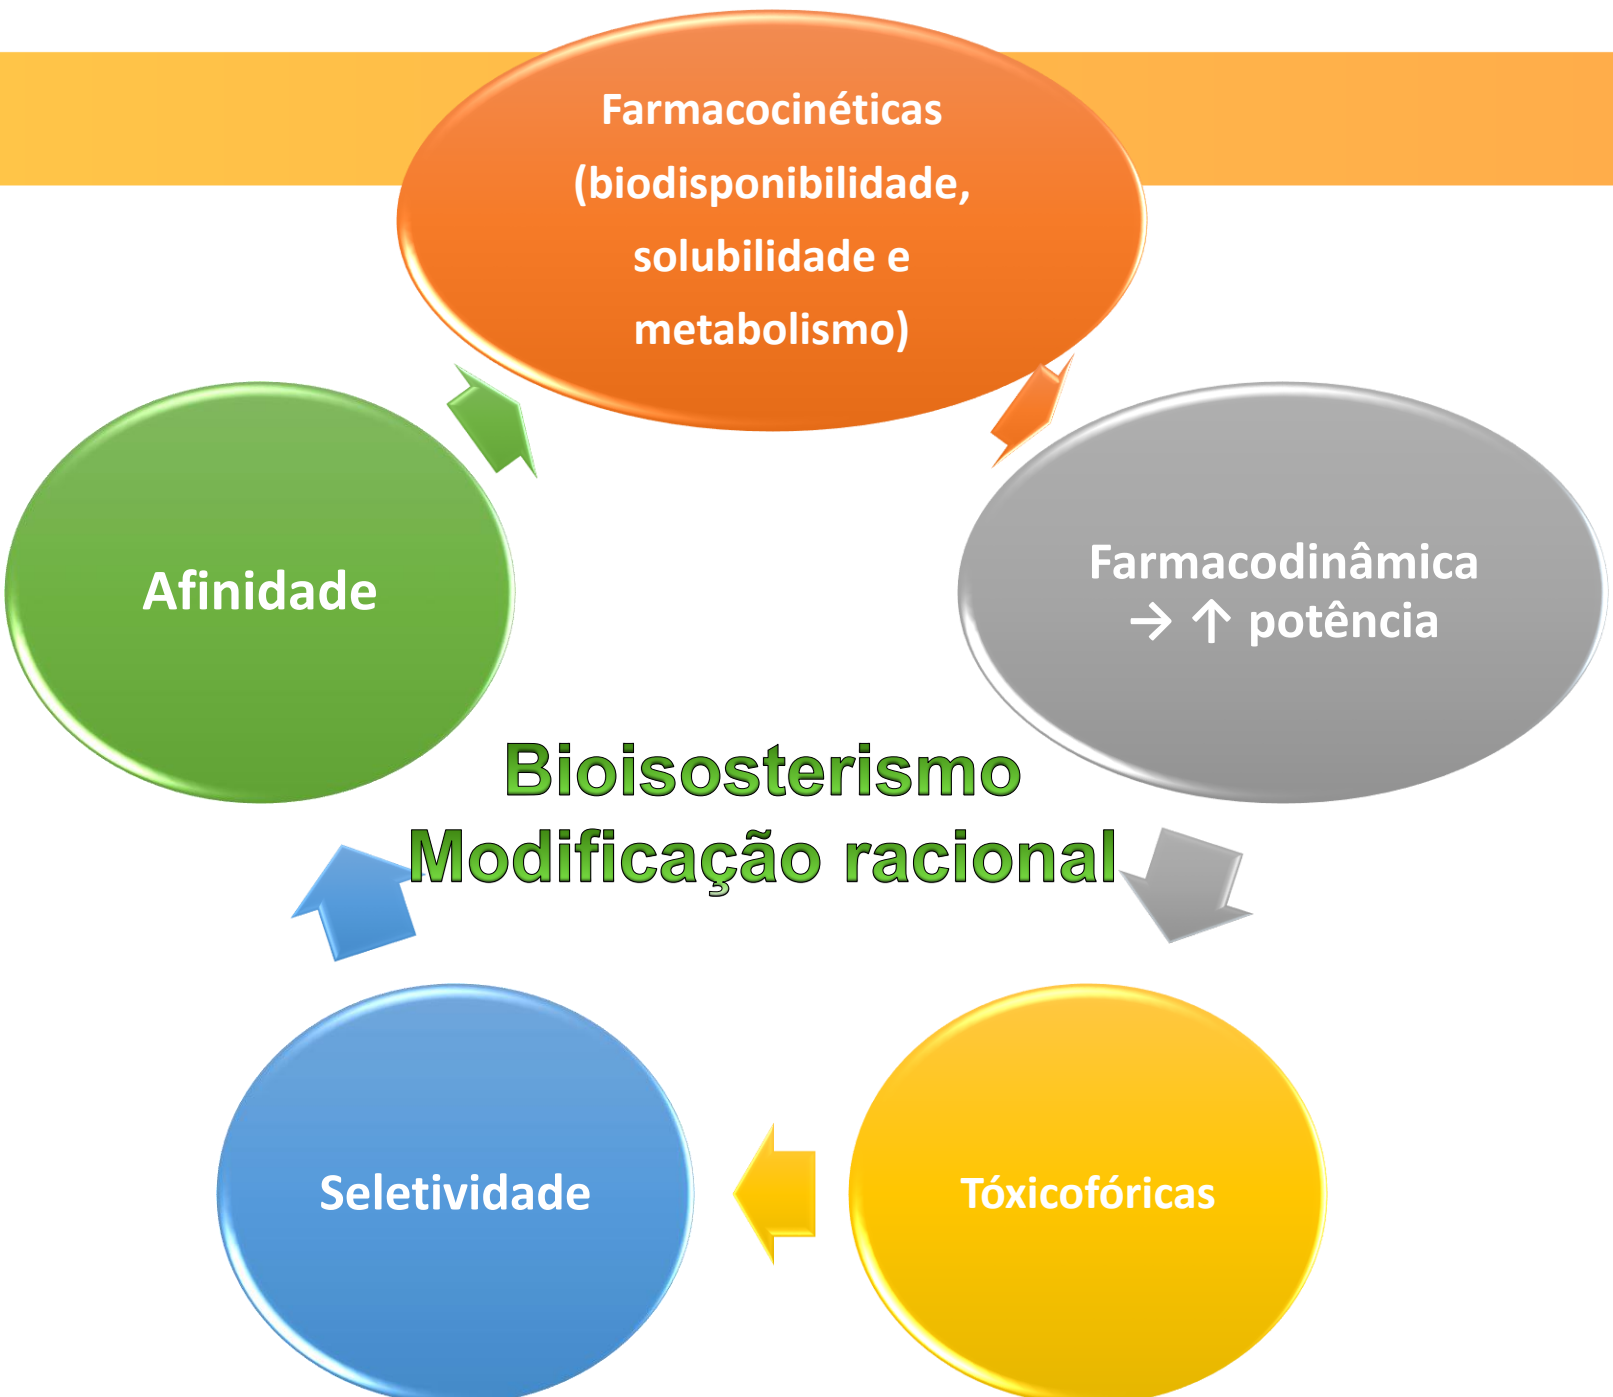 Farmacocinéticas
(biodisponibilidade,
solubilidade e
metabolismo)
Farmacodinâmica
→ ↑ potência
Tóxicofóricas
Seletividade
Afinidade
Bioisosterismo
Modificação racional